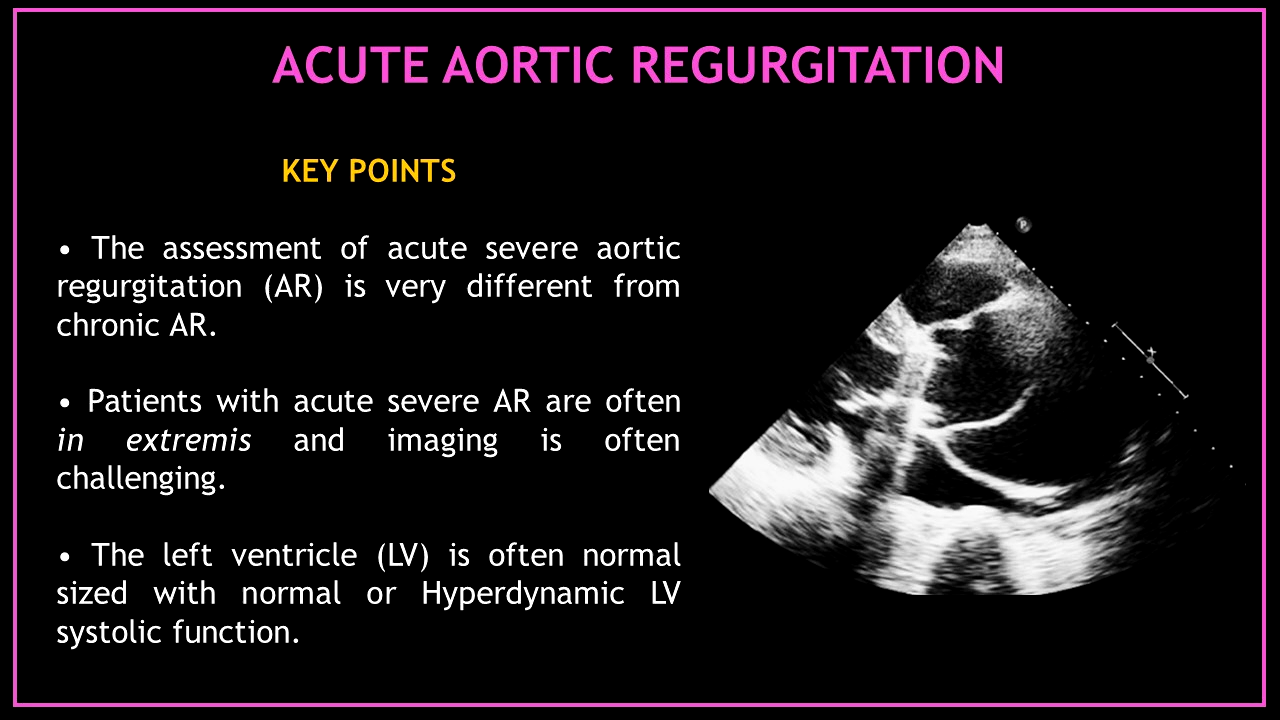 ACUTE AORTIC REGURGITATION
KEY POINTS
• The assessment of acute severe aortic
regurgitation (AR) is very different from
chronic AR.
• Patients with acute severe AR are often
in extremis and imaging is often
challenging.
• The left ventricle (LV) is often normal
sized with normal or Hyperdynamic LV
systolic function.
P